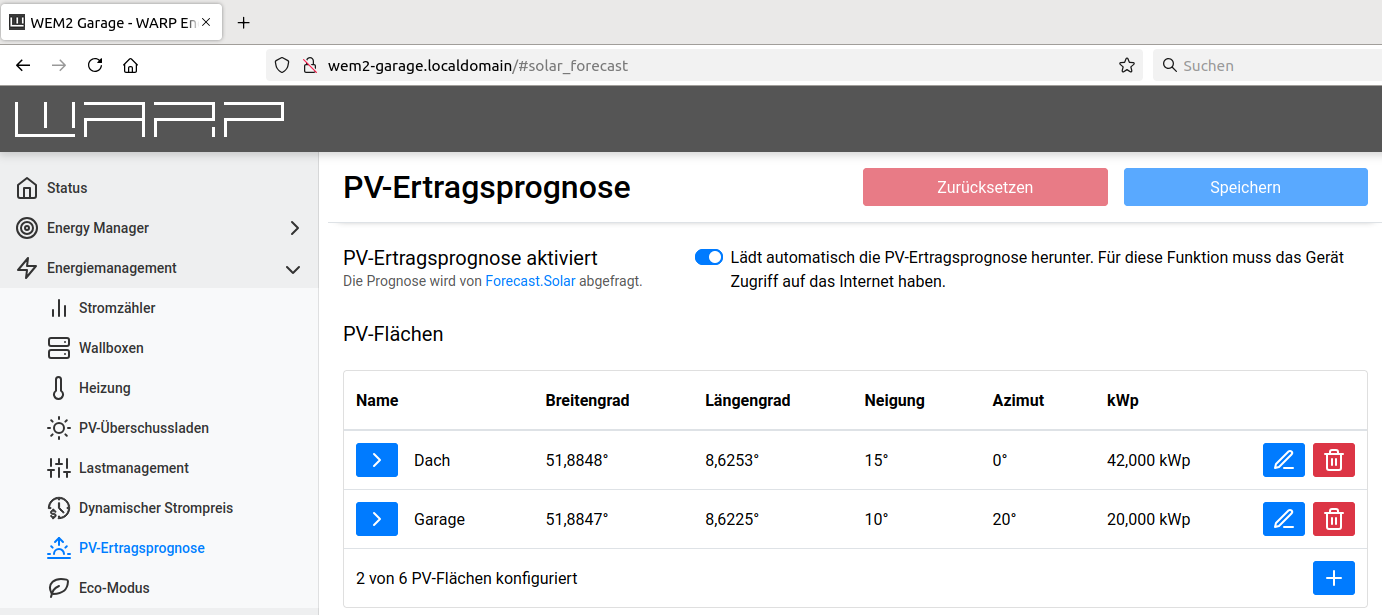 WEM2 Garage - WARP En
wem2-garage.localdomain/#solar_forecast
Suchen
WARP
Status
Energy Manager
Energiemanagement
Stromzähler
Wallboxen
Heizung
PV-Überschussladen
Lastmanagement
Dynamischer Strompreis
PV-Ertragsprognose
Eco-Modus
PV-Ertragsprognose
Zurücksetzen
Speichern
PV-Ertragsprognose aktiviert
Die Prognose wird von Forecast.Solar abgefragt.
Lädt automatisch die PV-Ertragsprognose herunter. Für diese Funktion muss das Gerät
Zugriff auf das Internet haben.
PV-Flächen
Name Breitengrad Längengrad Neigung Azimut kWp
Dach 51,8848° 8,6253° 15° 0° 42,000 kWp
Garage 51,8847° 8,6225° 10° 20° 20,000 kWp
2 von 6 PV-Flächen konfiguriert